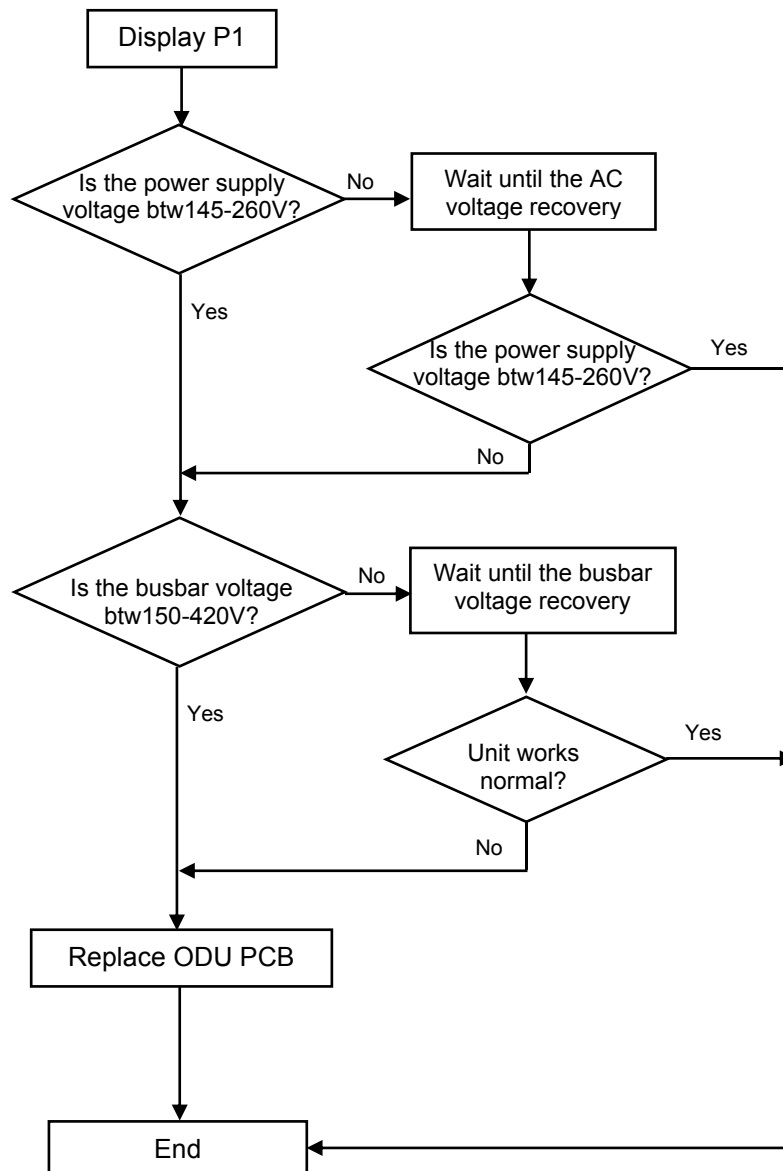 Display P1
Is the power supply
voltage btw145-260V?
No
Wait until the AC
voltage recovery
Yes
Is the power supply
voltage btw145-260V?
Yes
No
Is the busbar voltage
btw150-420V?
No
Wait until the busbar
voltage recovery
Yes
Unit works
normal?
Yes
No
Replace ODU PCB
End